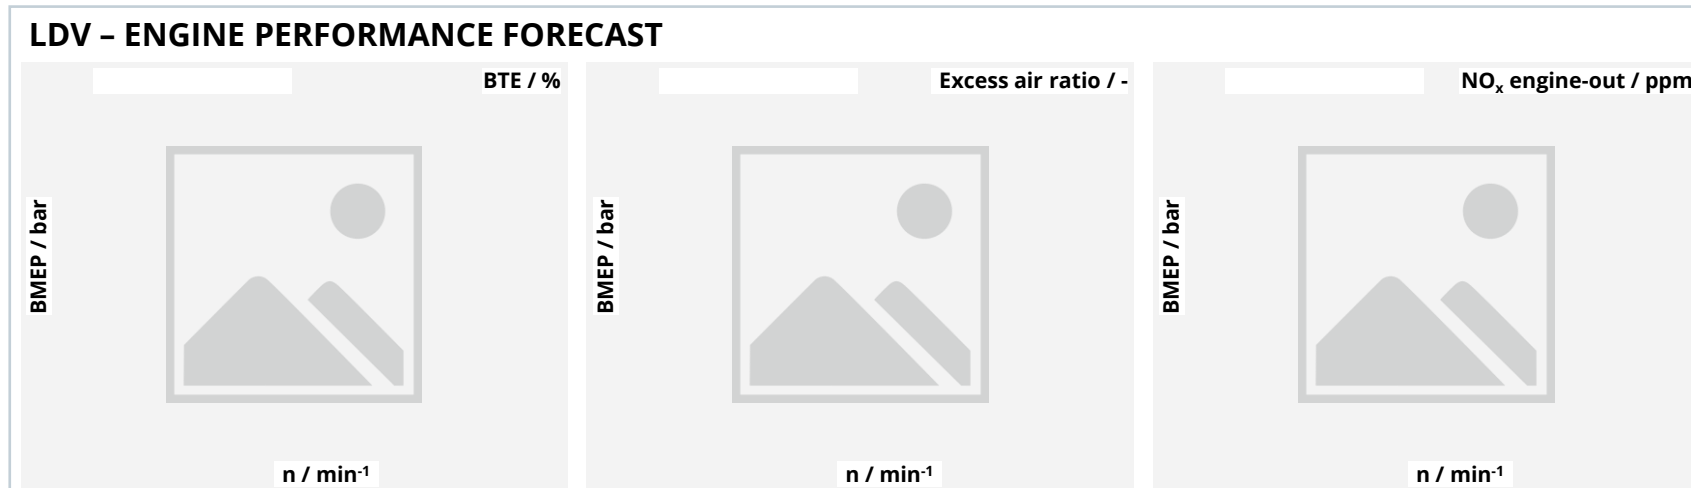 LDV – ENGINE PERFORMANCE FORECAST
BTE / %
BMEP / bar
n / min⁻¹
Excess air ratio / -
BMEP / bar
n / min⁻¹
NOₓ engine-out / ppm
BMEP / bar
n / min⁻¹